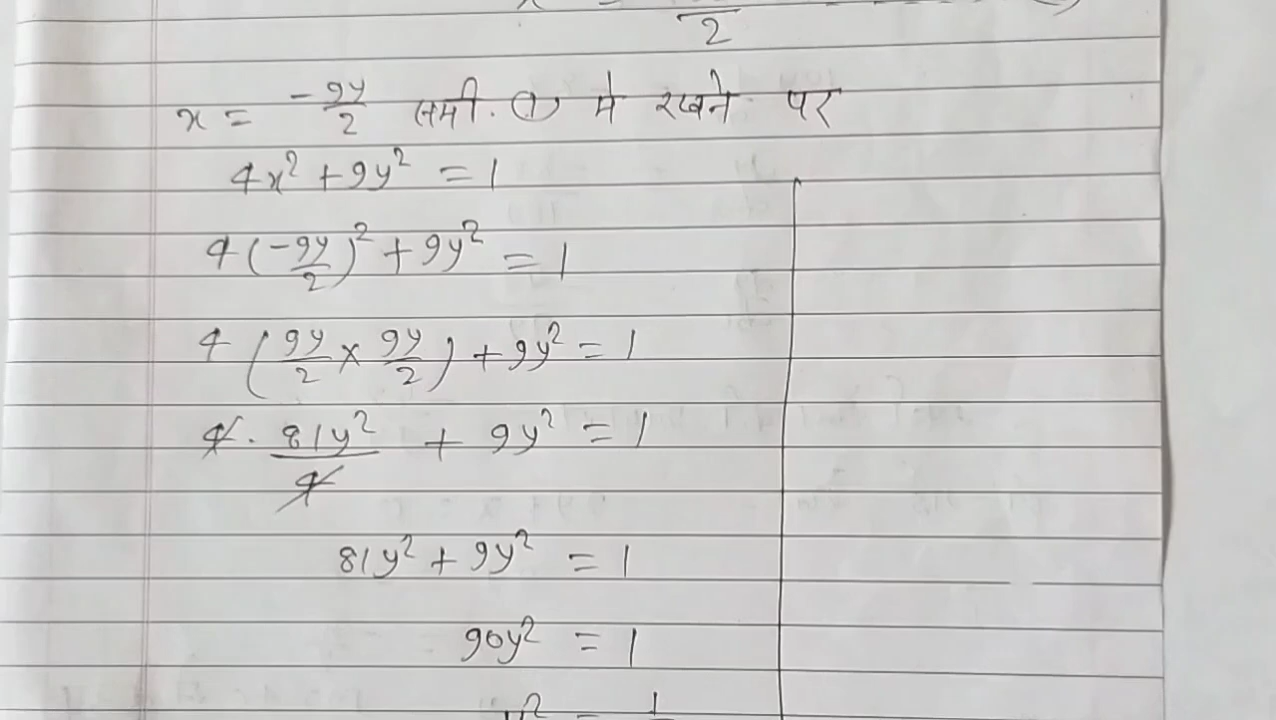 2
x = -9y/2 समी. ① मे रखने पर
4x² + 9y² = 1
4(-9y/2)² + 9y² = 1
4(9y/2 × 9y/2) + 9y² = 1
4. 81y²/4 + 9y² = 1
81y² + 9y² = 1
90y² = 1